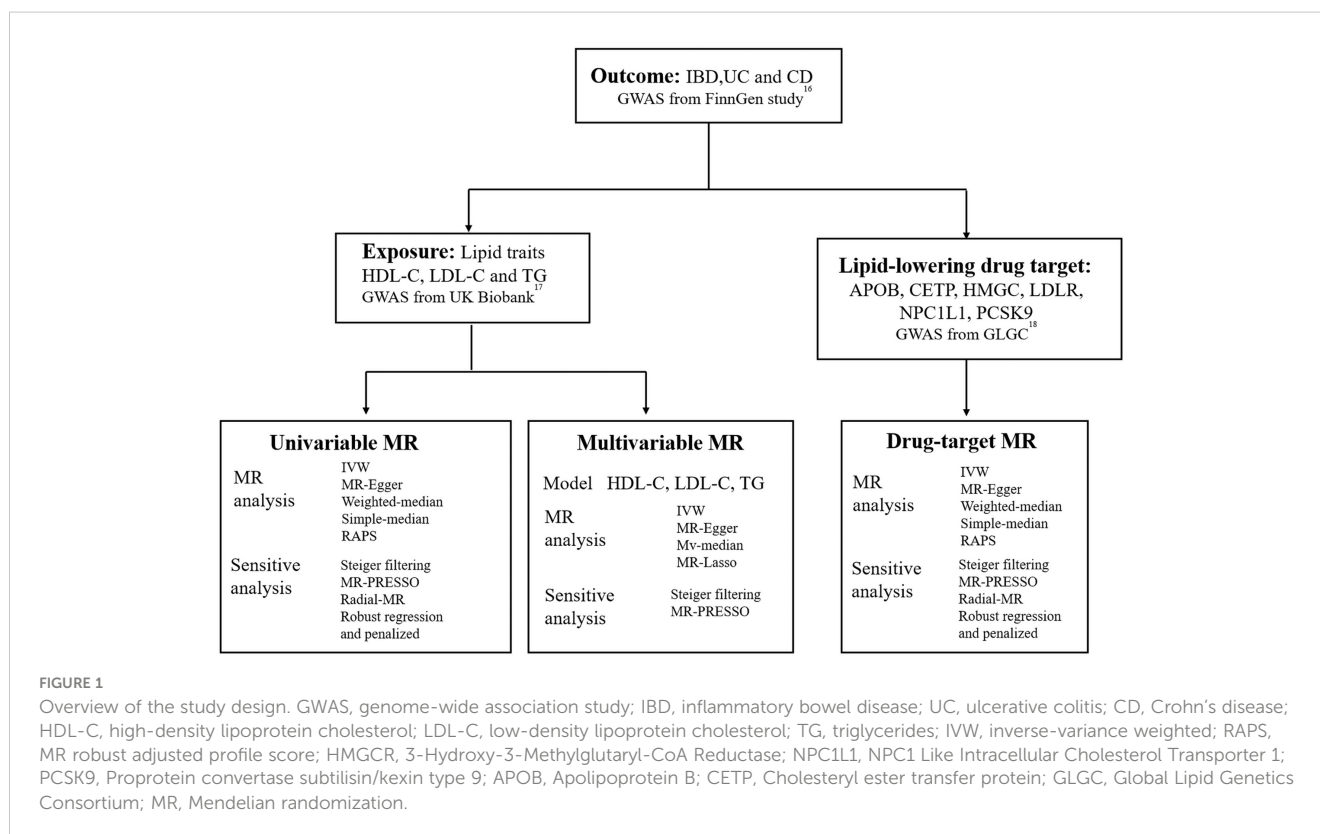 Outcome: IBD,UC and CD
GWAS from FinnGen study16
Exposure: Lipid traits
HDL-C, LDL-C and TG
GWAS from UK Biobank17
Lipid-lowering drug target:
APOB, CETP, HMGC, LDLR,
NPC1L1, PCSK9
GWAS from GLGC18
Univariable MR
MR
analysis
IVW
MR-Egger
Weighted-median
Simple-median
RAPS
Sensitive
analysis
Steiger filtering
MR-PRESSO
Radial-MR
Robust regression
and penalized
Multivariable MR
Model HDL-C, LDL-C, TG
MR
analysis
IVW
MR-Egger
Mv-median
MR-Lasso
Sensitive
analysis
Steiger filtering
MR-PRESSO
Drug-target MR
MR
analysis
IVW
MR-Egger
Weighted-median
Simple-median
RAPS
Sensitive
analysis
Steiger filtering
MR-PRESSO
Radial-MR
Robust regression
and penalized
FIGURE 1
Overview of the study design. GWAS, genome-wide association study; IBD, inflammatory bowel disease; UC, ulcerative colitis; CD, Crohn's disease;
HDL-C, high-density lipoprotein cholesterol; LDL-C, low-density lipoprotein cholesterol; TG, triglycerides; IVW, inverse-variance weighted; RAPS,
MR robust adjusted profile score; HMGCR, 3-Hydroxy-3-Methylglutaryl-CoA Reductase; NPC1L1, NPC1 Like Intracellular Cholesterol Transporter 1;
PCSK9, Proprotein convertase subtilisin/kexin type 9; APOB, Apolipoprotein B; CETP, Cholesteryl ester transfer protein; GLGC, Global Lipid Genetics
Consortium; MR, Mendelian randomization.